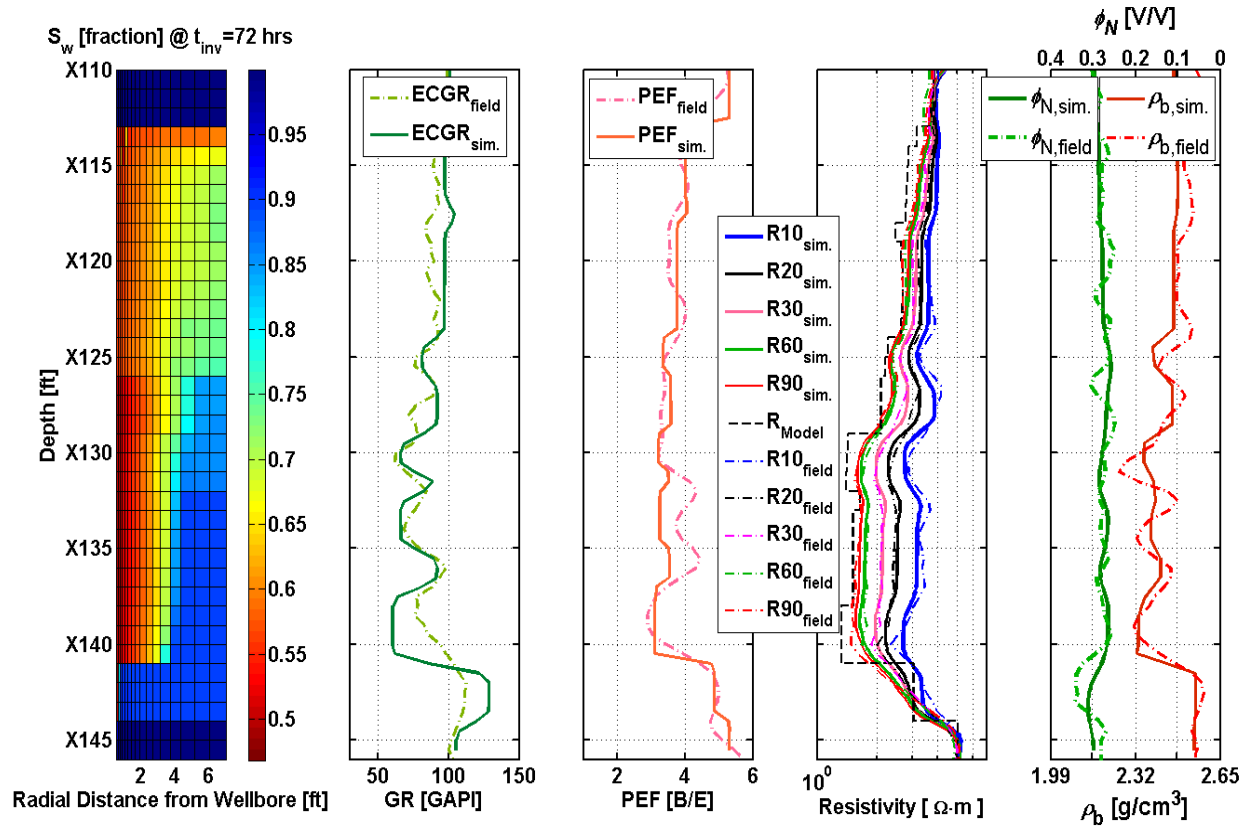 S_w [fraction] @ t_inv=72 hrs
ϕ_N [V/V]
0.4 0.3 0.2 0.1 0
X110
X115
X120
X125
X130
X135
X140
X145
Depth [ft]
2 4 6
Radial Distance from Wellbore [ft]
0.95
0.9
0.85
0.8
0.75
0.7
0.65
0.6
0.55
0.5
ECGR_field
ECGR_sim.
50 100 150
GR [GAPI]
PEF_field
PEF_sim.
2 4 6
PEF [B/E]
R10_sim.
R20_sim.
R30_sim.
R60_sim.
R90_sim.
R_Model
R10_field
R20_field
R30_field
R60_field
R90_field
10^0
Resistivity [ Ω·m ]
ϕ_N,sim. ρ_b,sim.
ϕ_N,field ρ_b,field
1.99 2.32 2.65
ρ_b [g/cm^3]